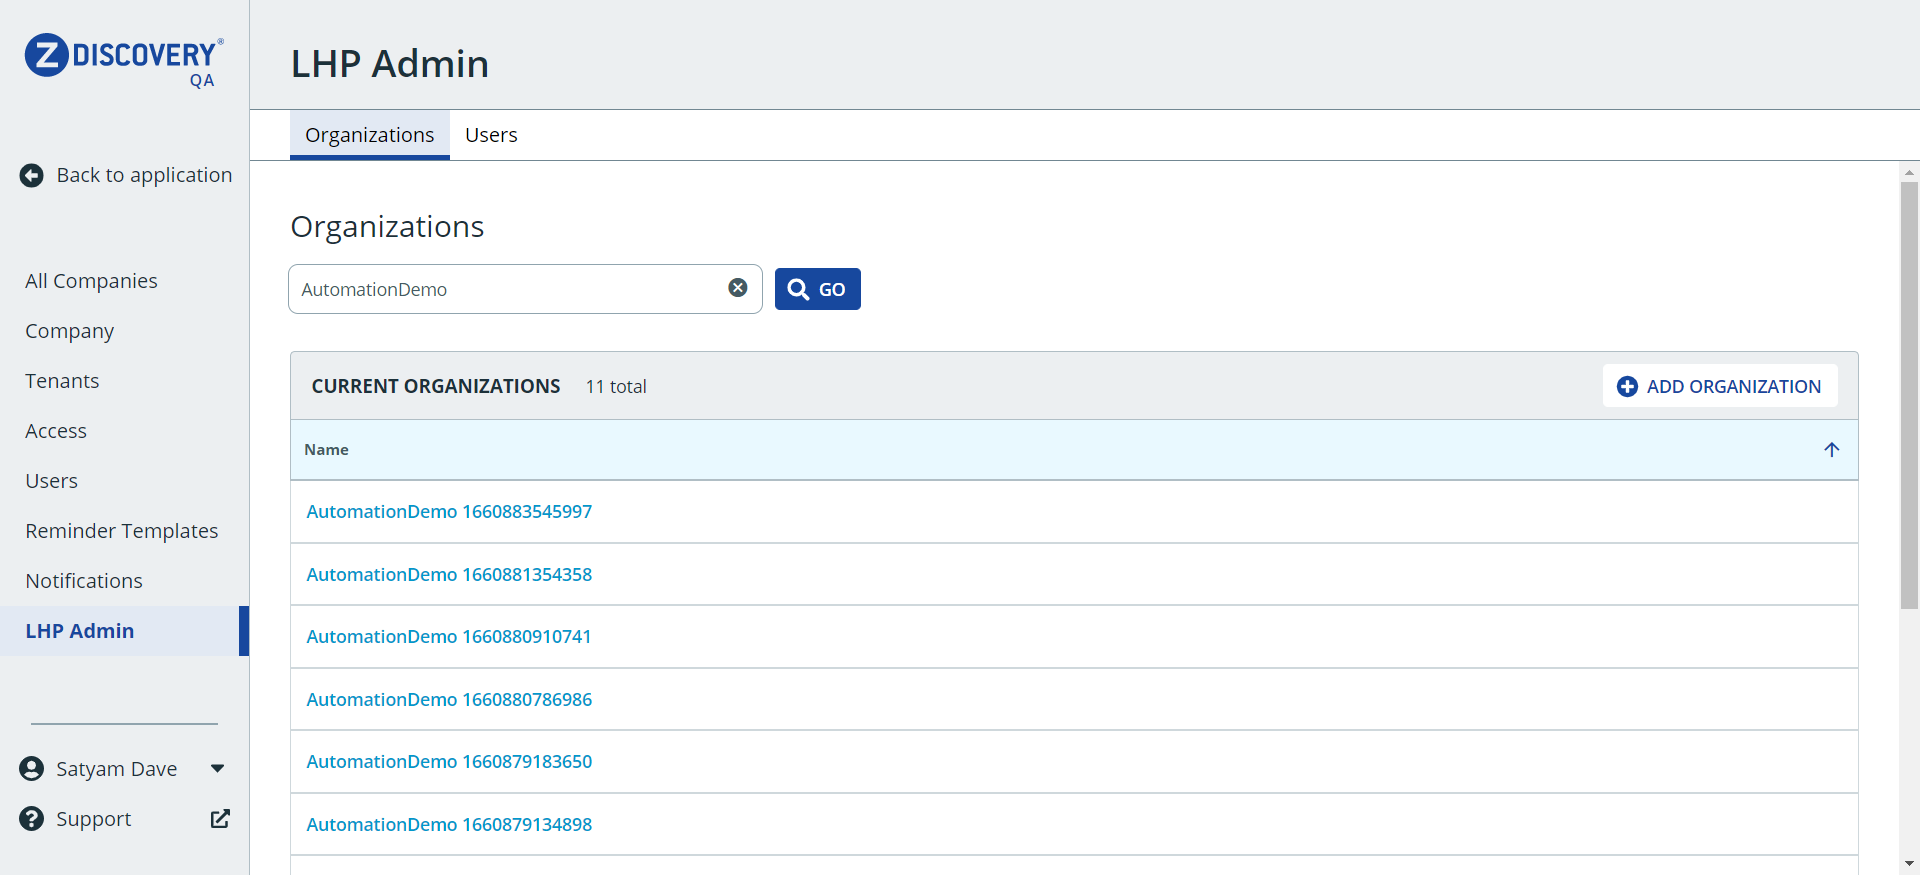 Z DISCOVERY®
QA
Back to application
All Companies
Company
Tenants
Access
Users
Reminder Templates
Notifications
LHP Admin
Satyam Dave
Support
LHP Admin
Organizations Users
Organizations
AutomationDemo GO
CURRENT ORGANIZATIONS 11 total ADD ORGANIZATION
Name
AutomationDemo 1660883545997
AutomationDemo 1660881354358
AutomationDemo 1660880910741
AutomationDemo 1660880786986
AutomationDemo 1660879183650
AutomationDemo 1660879134898